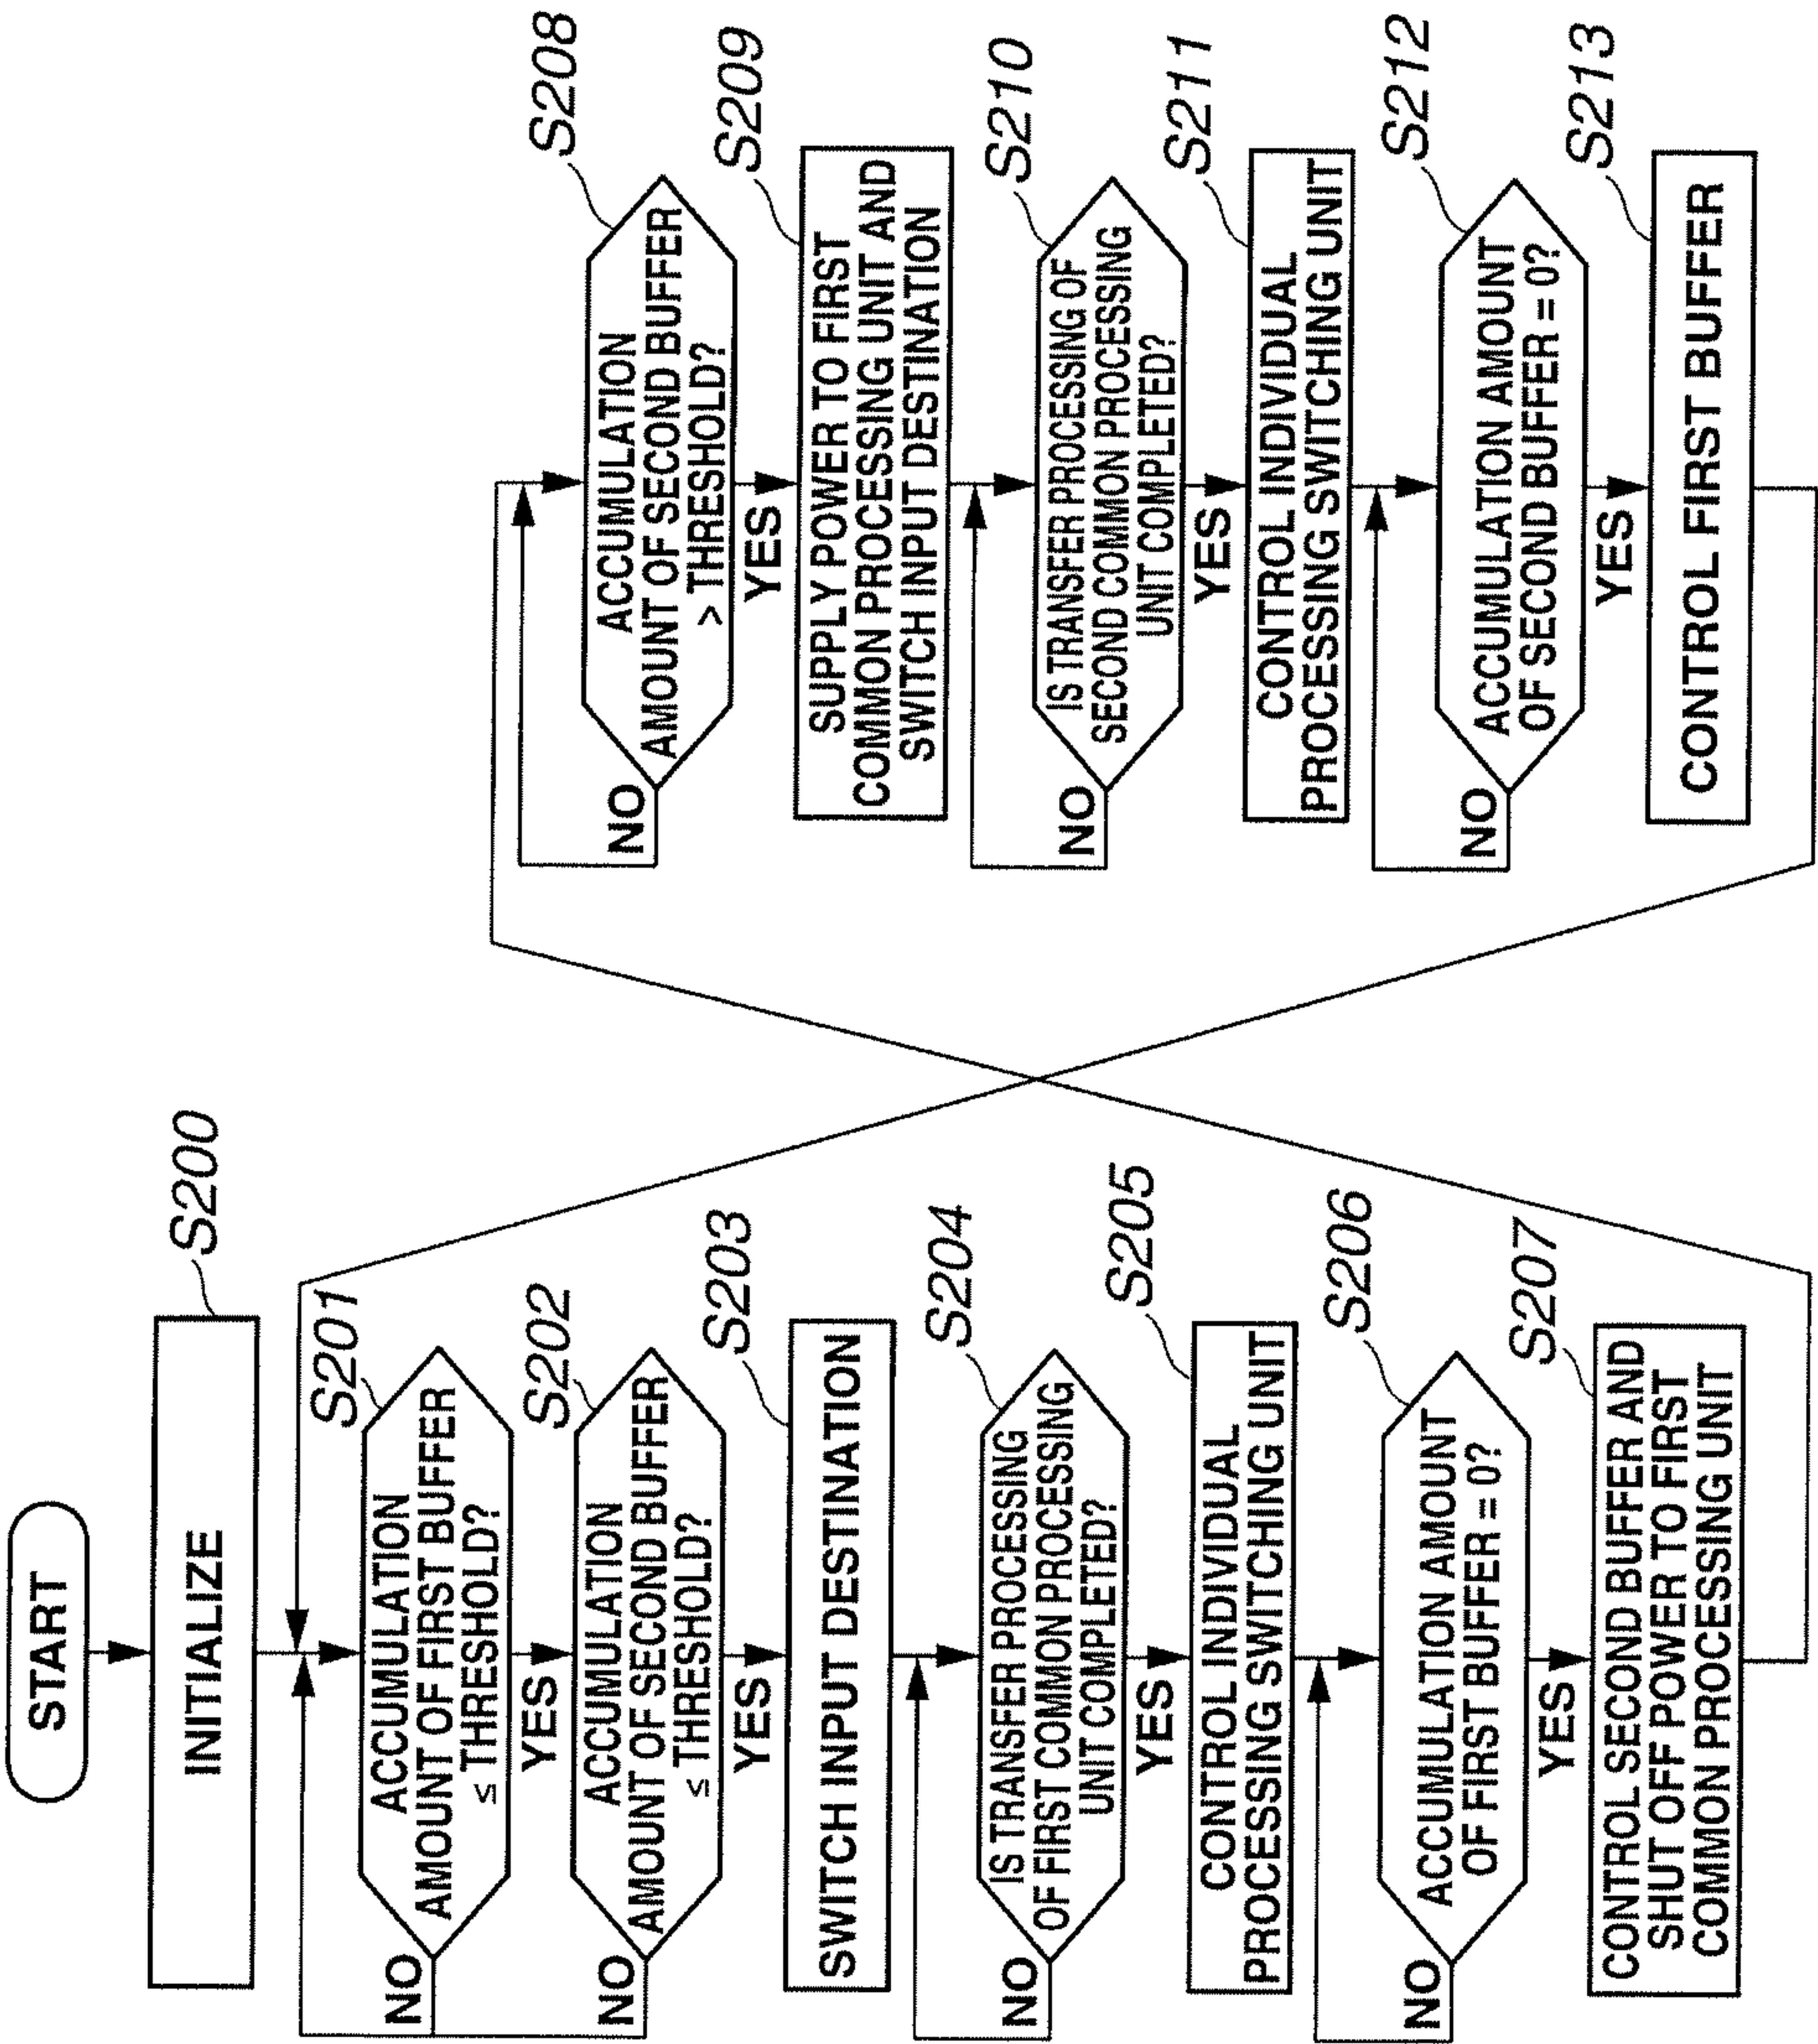 START
INITIALIZE
S200
ACCUMULATION
AMOUNT OF FIRST BUFFER
≤ THRESHOLD?
S201
NO
YES
ACCUMULATION
AMOUNT OF SECOND BUFFER
≤ THRESHOLD?
S202
NO
YES
SWITCH INPUT DESTINATION
S203
IS TRANSFER PROCESSING
OF FIRST COMMON PROCESSING
UNIT COMPLETED?
S204
NO
YES
CONTROL INDIVIDUAL
PROCESSING SWITCHING UNIT
S205
ACCUMULATION AMOUNT
OF FIRST BUFFER = 0?
S206
NO
YES
CONTROL SECOND BUFFER AND
SHUT OFF POWER TO FIRST
COMMON PROCESSING UNIT
S207
ACCUMULATION
AMOUNT OF SECOND BUFFER
> THRESHOLD?
S208
NO
YES
SUPPLY POWER TO FIRST
COMMON PROCESSING UNIT AND
SWITCH INPUT DESTINATION
S209
IS TRANSFER PROCESSING OF
SECOND COMMON PROCESSING
UNIT COMPLETED?
S210
NO
YES
CONTROL INDIVIDUAL
PROCESSING SWITCHING UNIT
S211
ACCUMULATION AMOUNT
OF SECOND BUFFER = 0?
S212
NO
YES
CONTROL FIRST BUFFER
S213